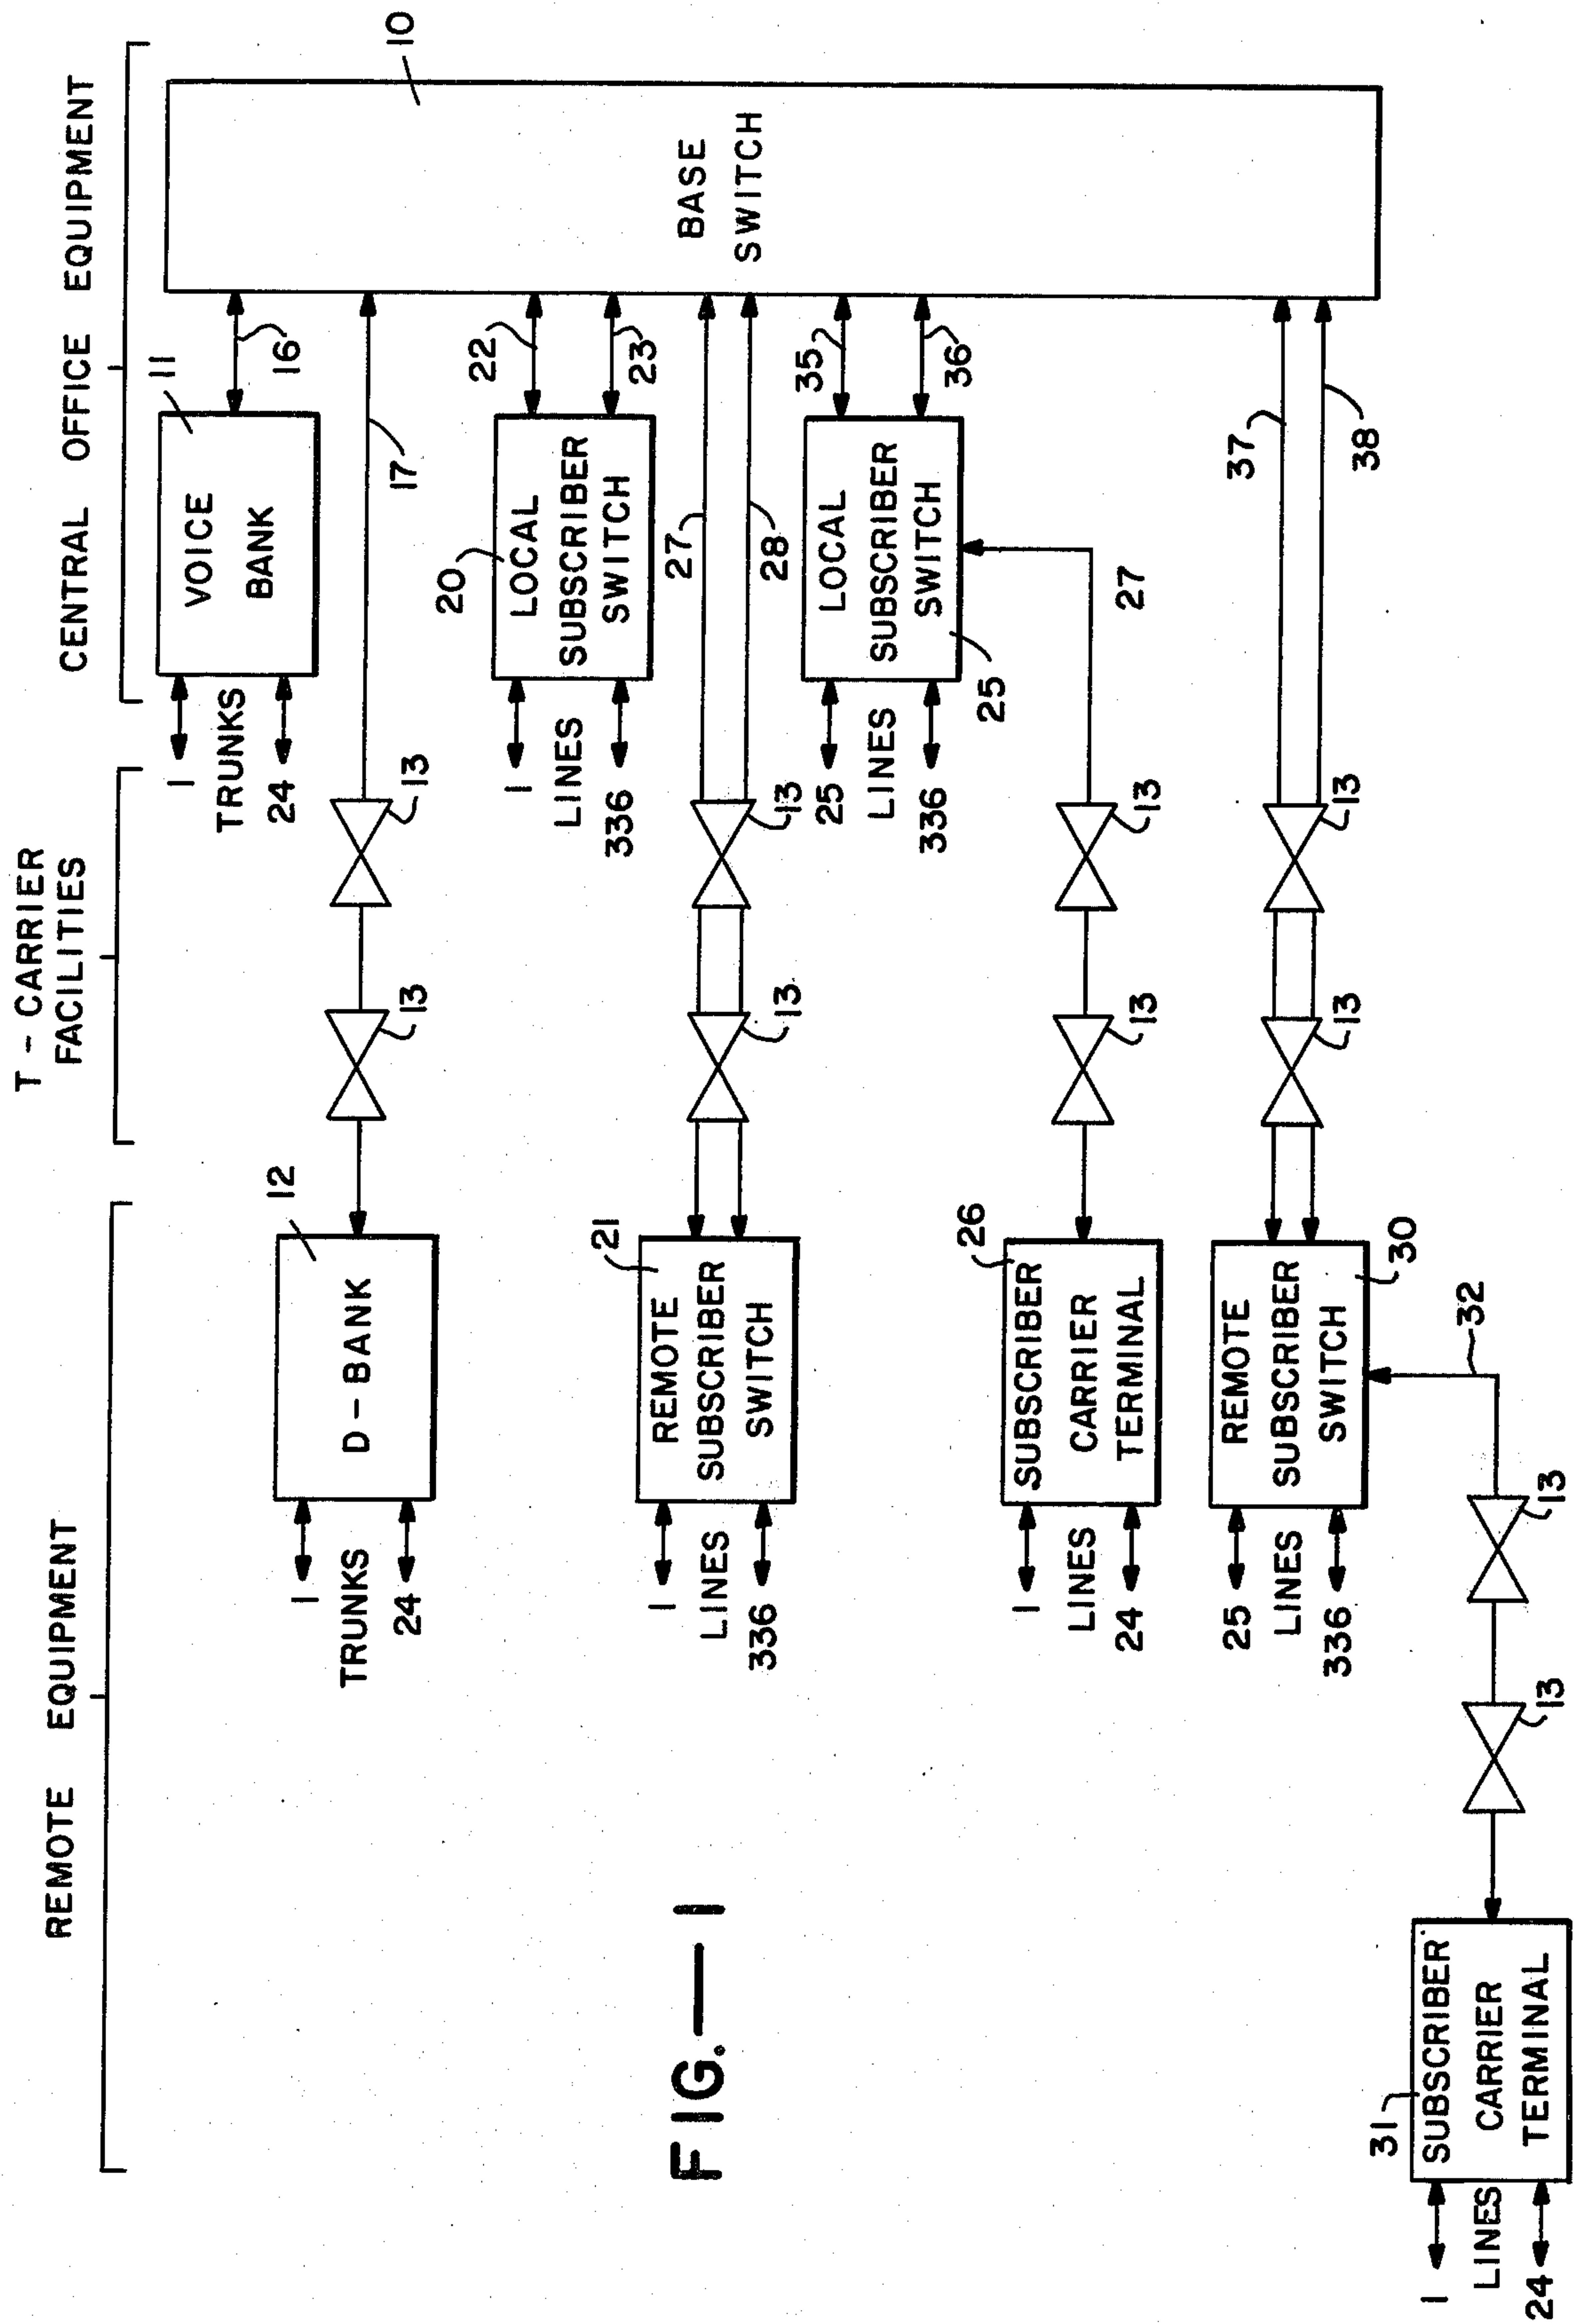 REMOTE EQUIPMENT
T-CARRIER
FACILITIES
CENTRAL OFFICE EQUIPMENT
10
BASE
SWITCH
11
VOICE
BANK
16
1
TRUNKS
24
12
D-BANK
1
TRUNKS
24
13
13
17
20
LOCAL
SUBSCRIBER
SWITCH
22
23
1
LINES
336
21
REMOTE
SUBSCRIBER
SWITCH
1
LINES
336
13
13
27
28
LOCAL
SUBSCRIBER
SWITCH
25
35
36
25
LINES
336
26
SUBSCRIBER
CARRIER
TERMINAL
1
LINES
24
13
13
27
REMOTE
SUBSCRIBER
SWITCH
30
25
LINES
336
13
13
37
38
31
SUBSCRIBER
CARRIER
TERMINAL
1
LINES
24
13
13
32
FIG.—1